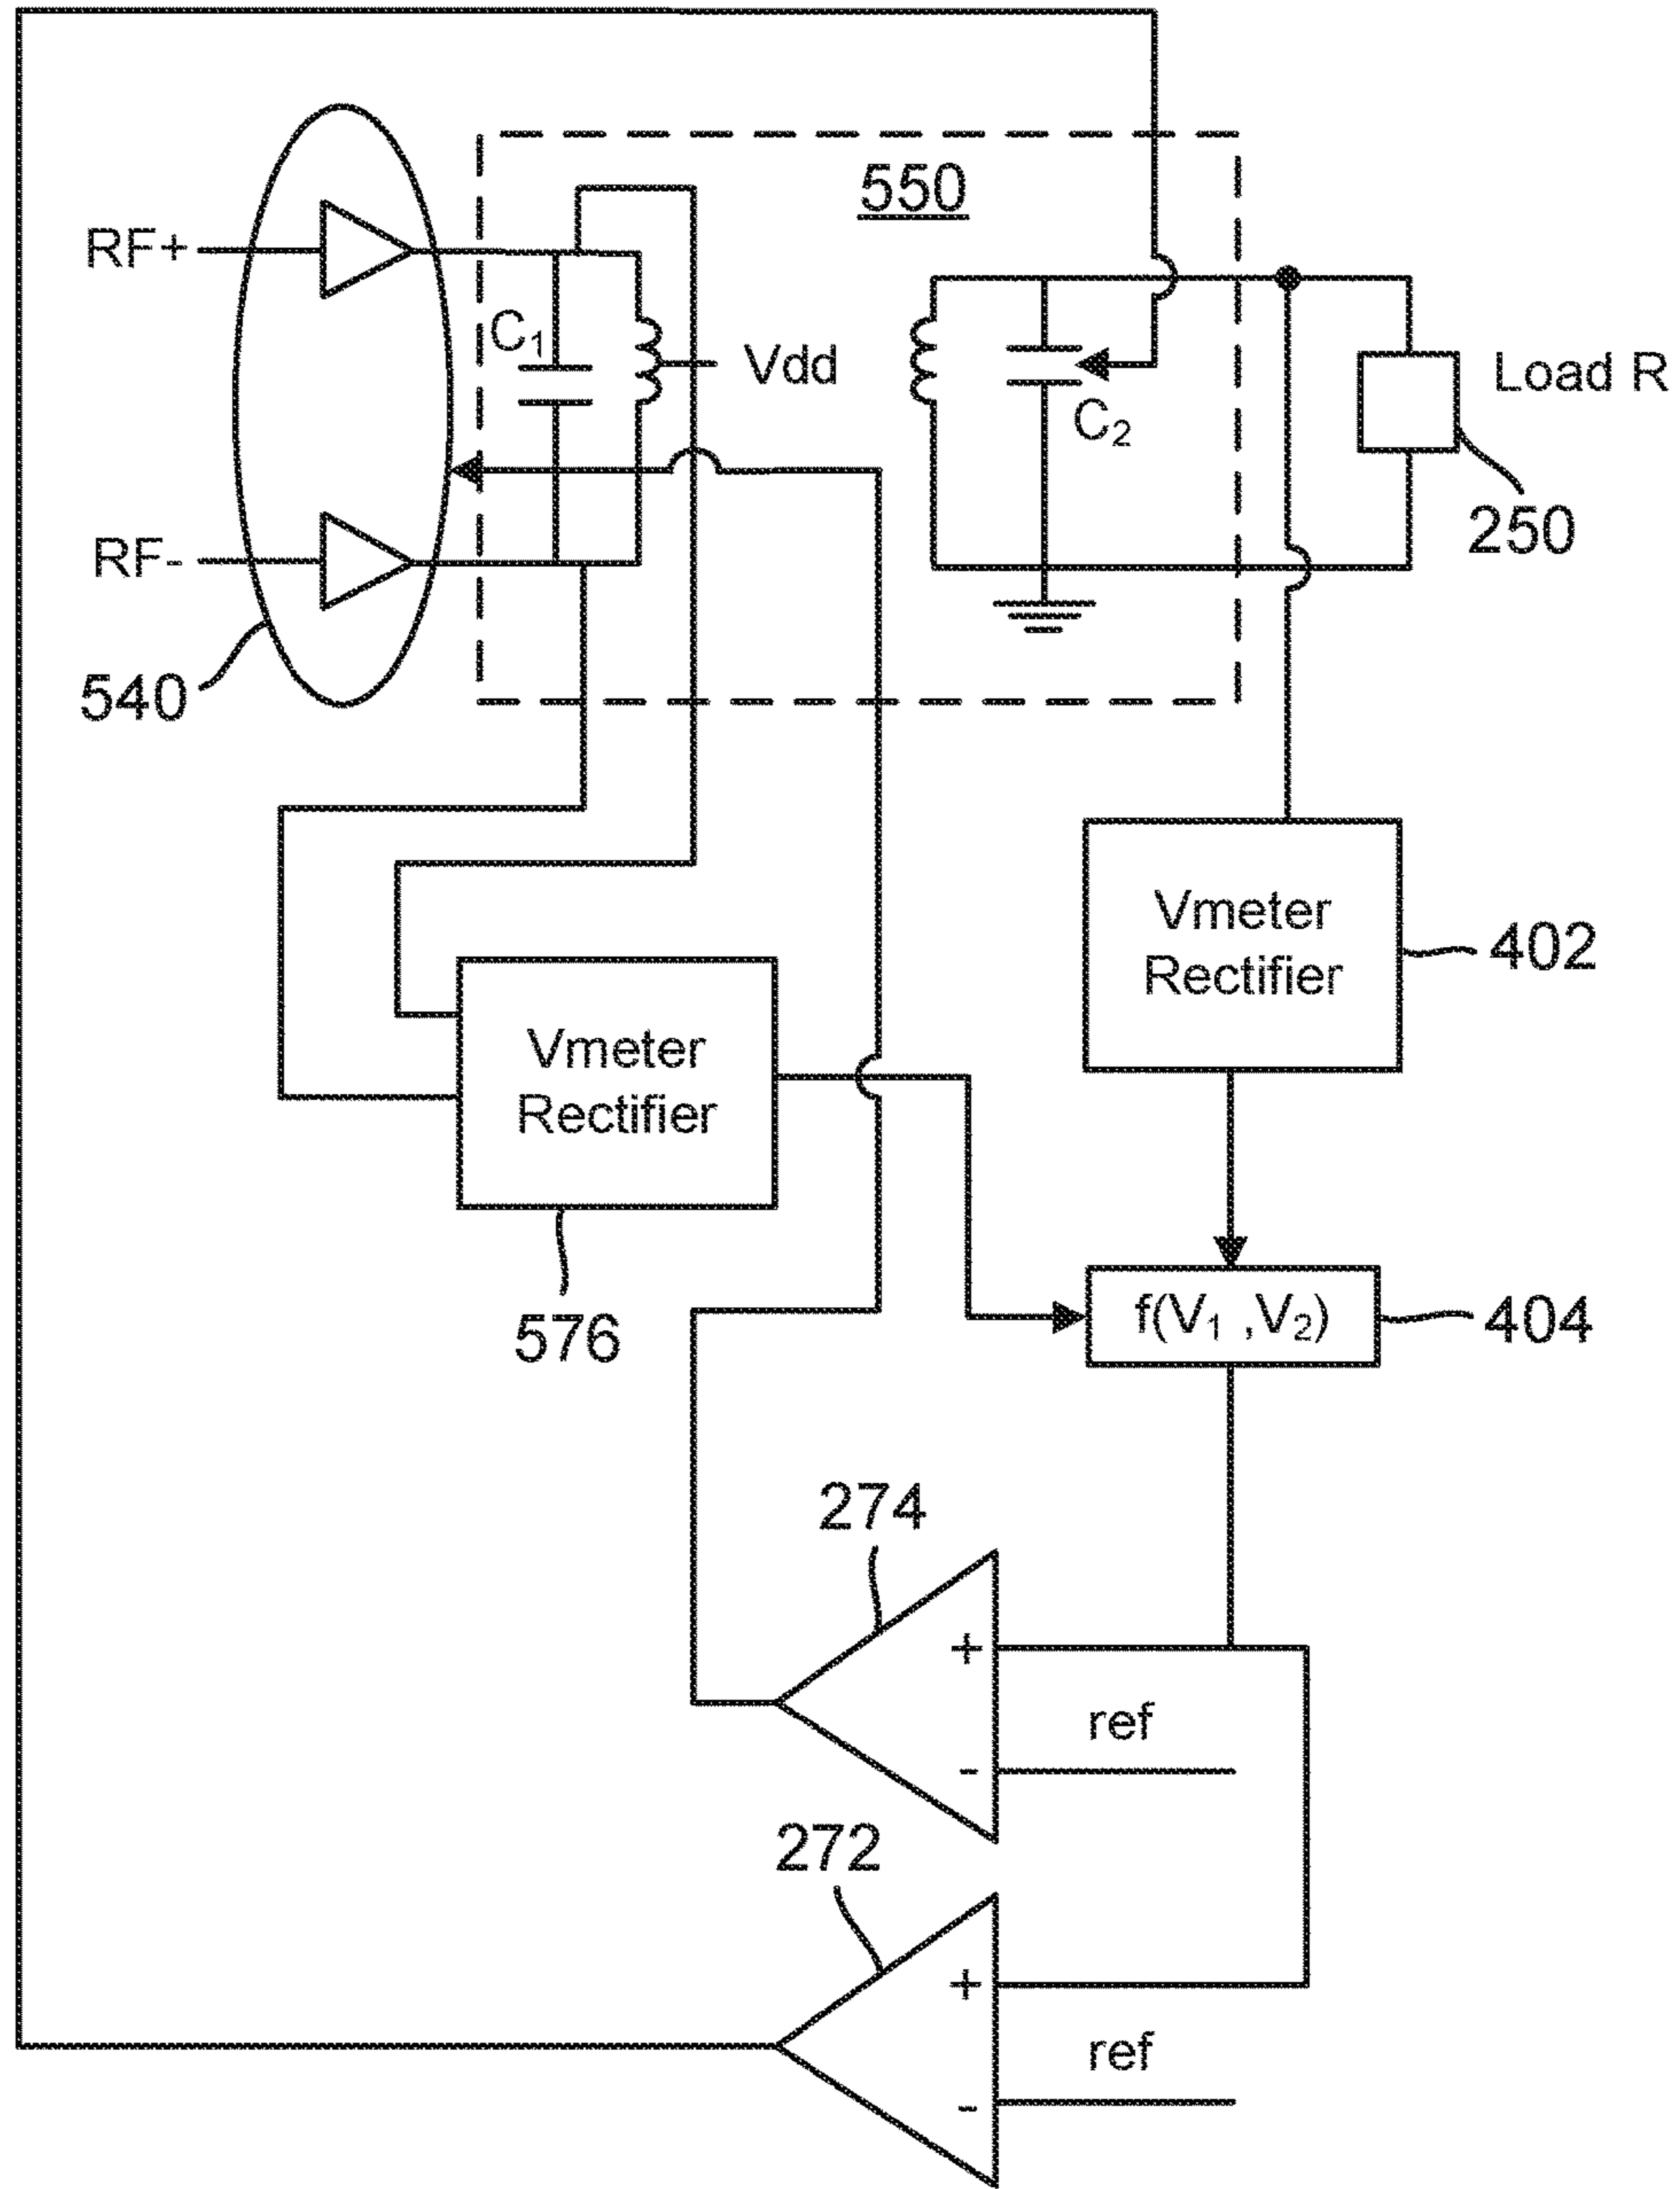 550
RF+
C₁
Vdd
C₂
Load R
250
RF-
540
Vmeter
Rectifier
402
Vmeter
Rectifier
576
f(V₁ ,V₂)
404
274
+
ref
-
272
+
ref
-